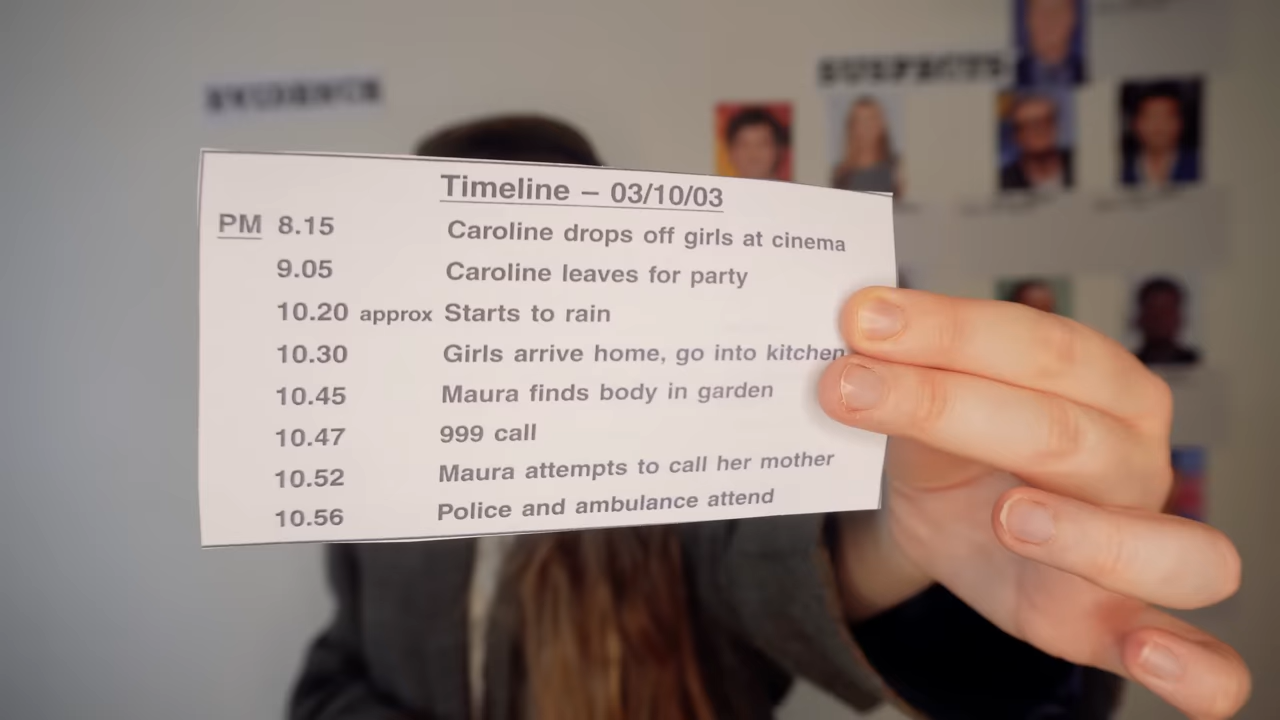 EVIDENCE
SUSPECTS
Timeline – 03/10/03
PM 8.15 Caroline drops off girls at cinema
9.05 Caroline leaves for party
10.20 approx Starts to rain
10.30 Girls arrive home, go into kitchen
10.45 Maura finds body in garden
10.47 999 call
10.52 Maura attempts to call her mother
10.56 Police and ambulance attend